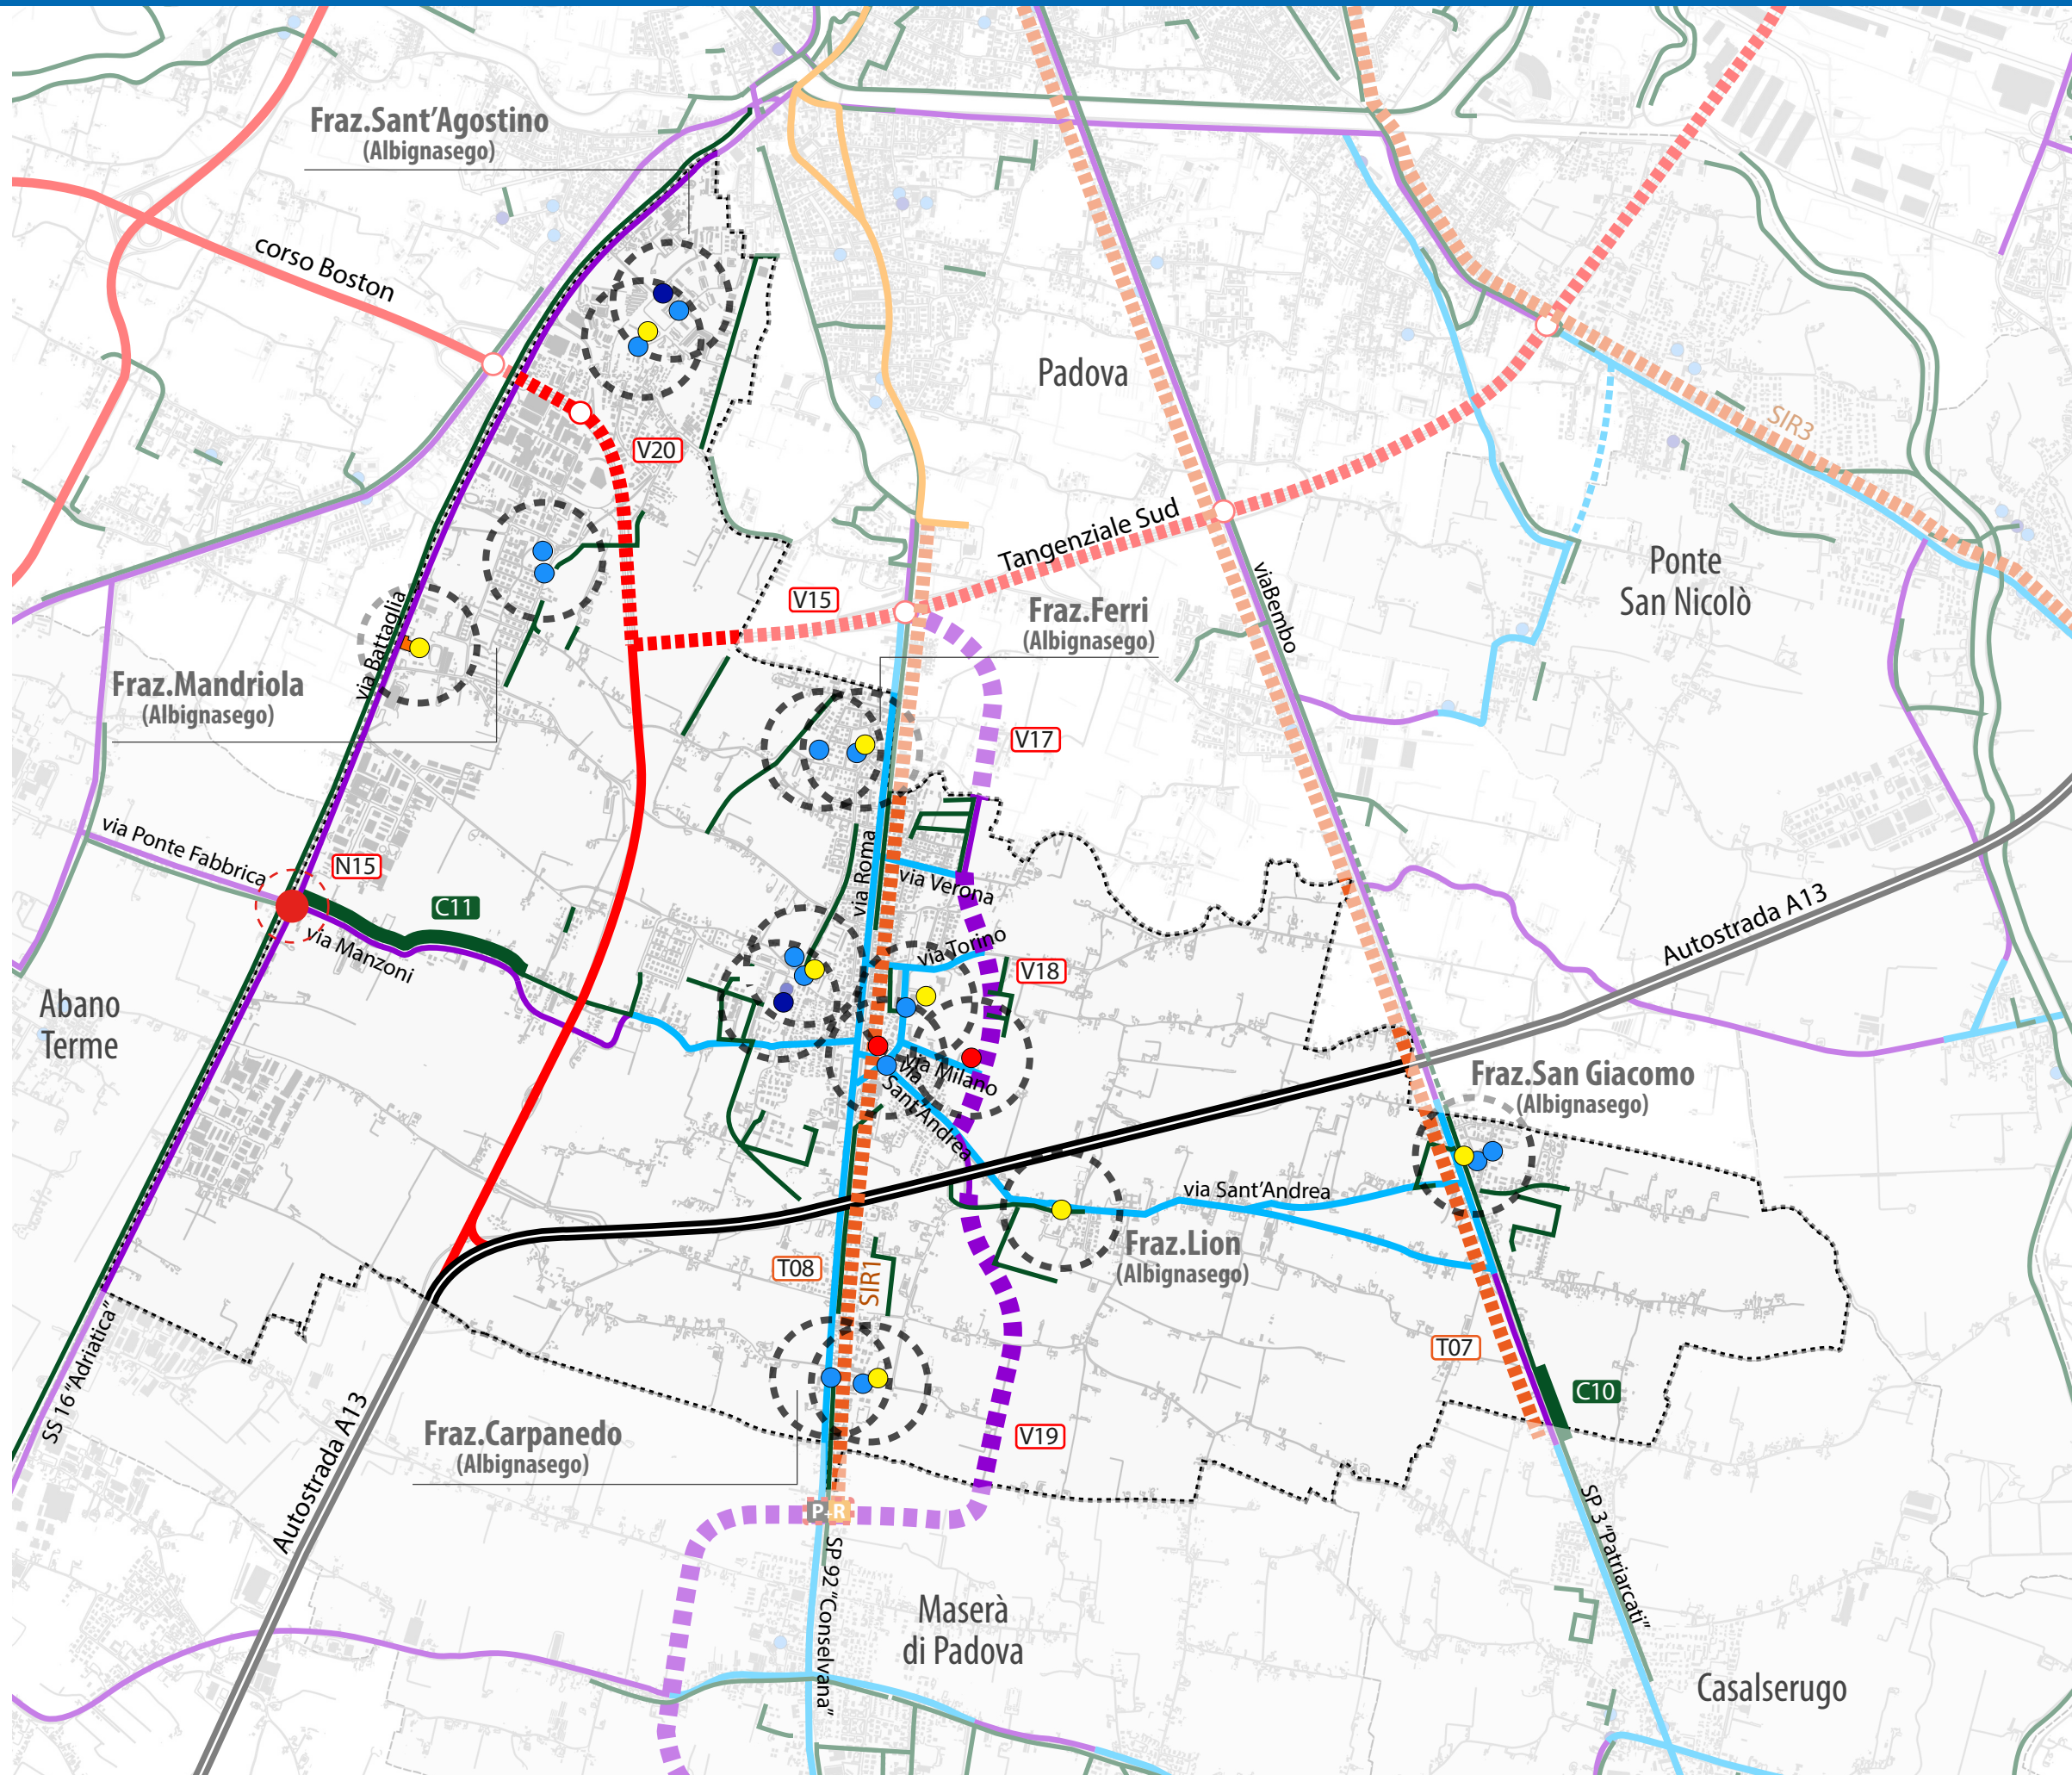 Fraz.Sant’Agostino
(Albignasego)
corso Boston
Padova
SIR3
V20
Tangenziale Sud
Ponte
San Nicolò
viaBembo
V15
Fraz.Ferri
(Albignasego)
via Battaglia
Fraz.Mandriola
(Albignasego)
V17
via Ponte Fabbrica
N15
via Roma
via Verona
C11
via Manzoni
via Torino
V18
Autostrada A13
Abano
Terme
via Milano
via
Sant’Andrea
Fraz.San Giacomo
(Albignasego)
via Sant’Andrea
Fraz.Lion
(Albignasego)
T08
SIR1
T07
C10
SS 16 “Adriatica”
Autostrada A13
Fraz.Carpanedo
(Albignasego)
V19
P+R
SP 92 “Conselvana”
SP 3 “Patriarcati”
Maserà
di Padova
Casalserugo